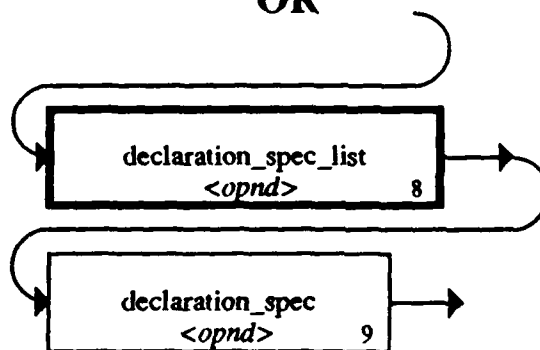 OR
declaration_spec_list
<opnd>
8
declaration_spec
<opnd>
9